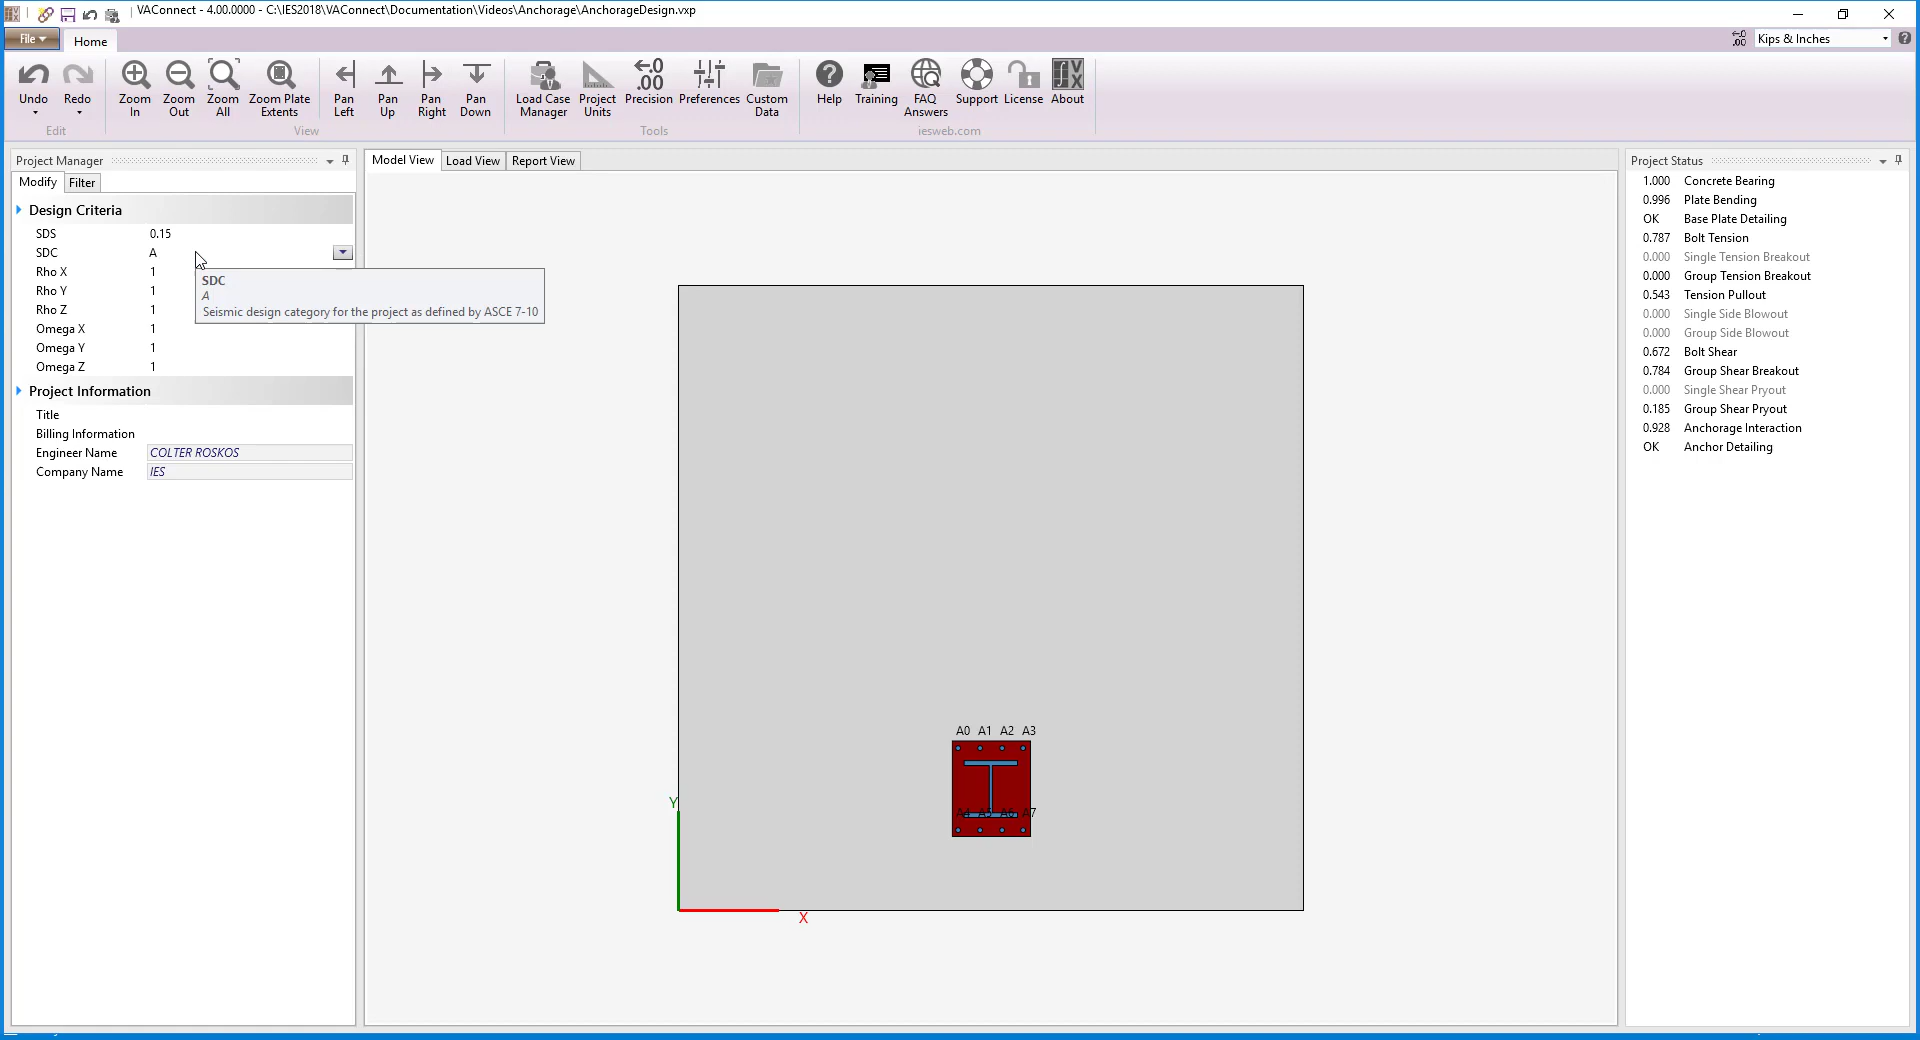 VAConnect - 4.00.0000 - C:\IES2018\VAConnect\Documentation\Videos\Anchorage\AnchorageDesign.vxp
File Home
Kips & Inches
Undo
Redo
Zoom In
Zoom Out
Zoom All
Zoom Plate Extents
Pan Left
Pan Up
Pan Right
Pan Down
Load Case Manager
Project Units
Precision
Preferences
Custom Data
Help
Training
FAQ Answers
Support
License
About
Edit
View
Tools
iesweb.com
Project Manager
Modify Filter
Design Criteria
SDS 0.15
SDC A
Rho X 1
Rho Y 1
Rho Z 1
Omega X 1
Omega Y 1
Omega Z 1
SDC
A
Seismic design category for the project as defined by ASCE 7-10
Project Information
Title
Billing Information
Engineer Name COLTER ROSKOS
Company Name IES
Model View Load View Report View
A0 A1 A2 A3
A4 A5 A6 A7
Y
X
Project Status
1.000 Concrete Bearing
0.996 Plate Bending
OK Base Plate Detailing
0.787 Bolt Tension
0.000 Single Tension Breakout
0.000 Group Tension Breakout
0.543 Tension Pullout
0.000 Single Side Blowout
0.000 Group Side Blowout
0.672 Bolt Shear
0.784 Group Shear Breakout
0.000 Single Shear Pryout
0.185 Group Shear Pryout
0.928 Anchorage Interaction
OK Anchor Detailing